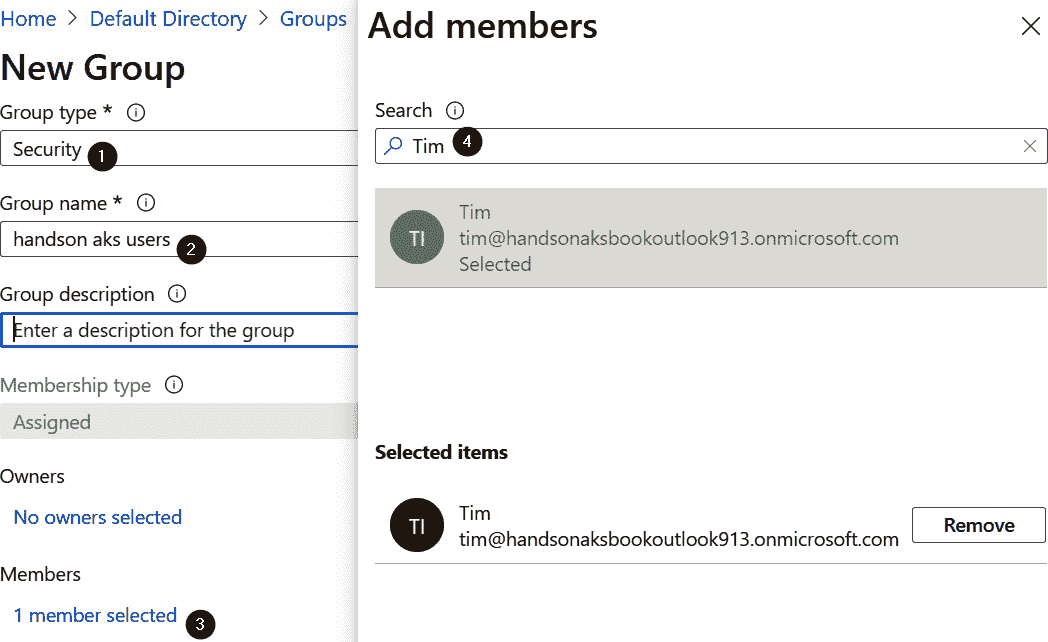 Home > Default Directory > Groups
New Group
Group type *
Security 1
Group name *
handson aks users 2
Group description
Enter a description for the group
Membership type
Assigned
Owners
No owners selected
Members
1 member selected 3
Add members
Search
Tim 4
TI
Tim
tim@handsonaksbookoutlook913.onmicrosoft.com
Selected
Selected items
TI
Tim
tim@handsonaksbookoutlook913.onmicrosoft.com
Remove